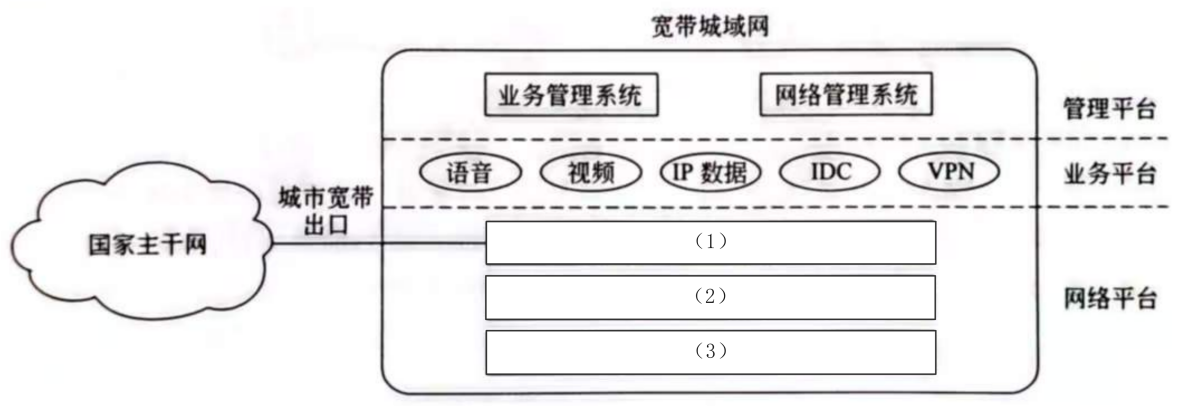 宽带城域网
业务管理系统
网络管理系统
管理平台
语音
视频
IP 数据
IDC
VPN
业务平台
城市宽带
出口
国家主干网
（1）
（2）
（3）
网络平台